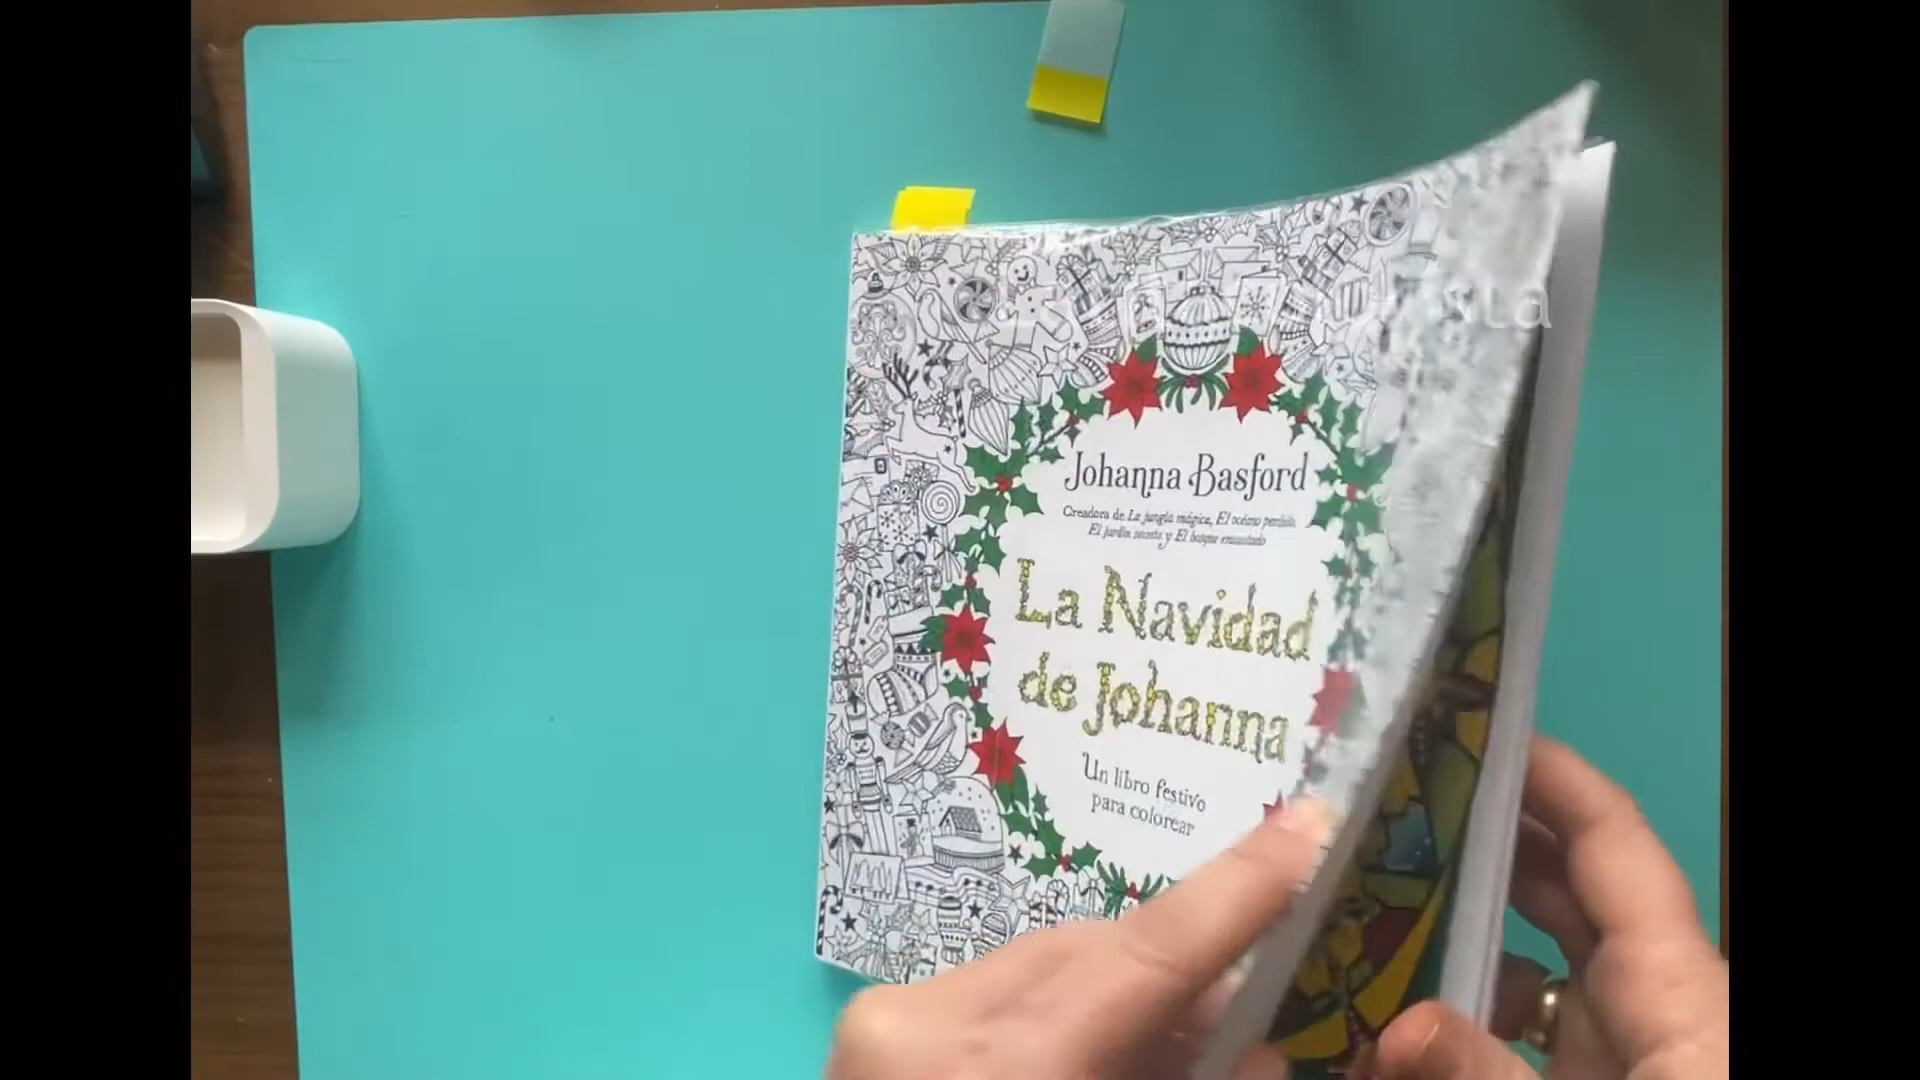 Johanna Basford
Creadora de La jungla mágica, El océano perdido,
El jardín secreto y El bosque encantado
La Navidad
de Johanna
Un libro festivo
para colorear